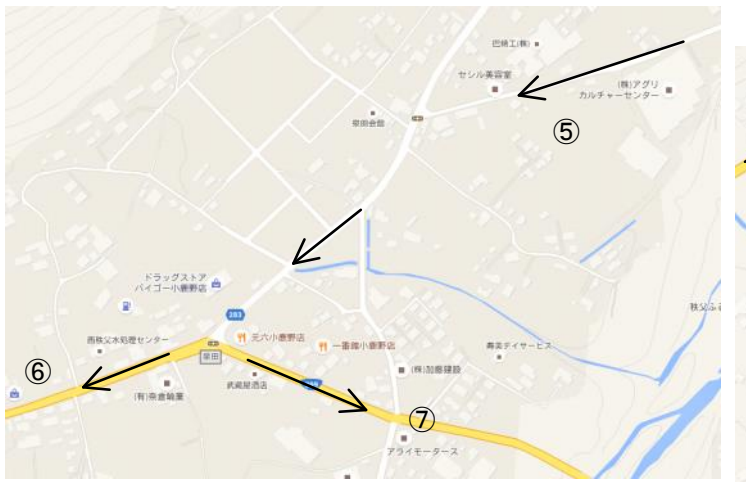 巴精工(株)
セシル美容室
(株)アグリ
カルチャーセンター
⑤
泉田会館
ドラッグストア
バイゴー小鹿野店
283
元六小鹿野店
一番館小鹿野店
西秩父水処理センター
泉田
寿美デイサービス
秩父ふる
⑥
(有)奈倉輪業
武蔵屋酒店
(株)加藤建設
⑦
アライモータース